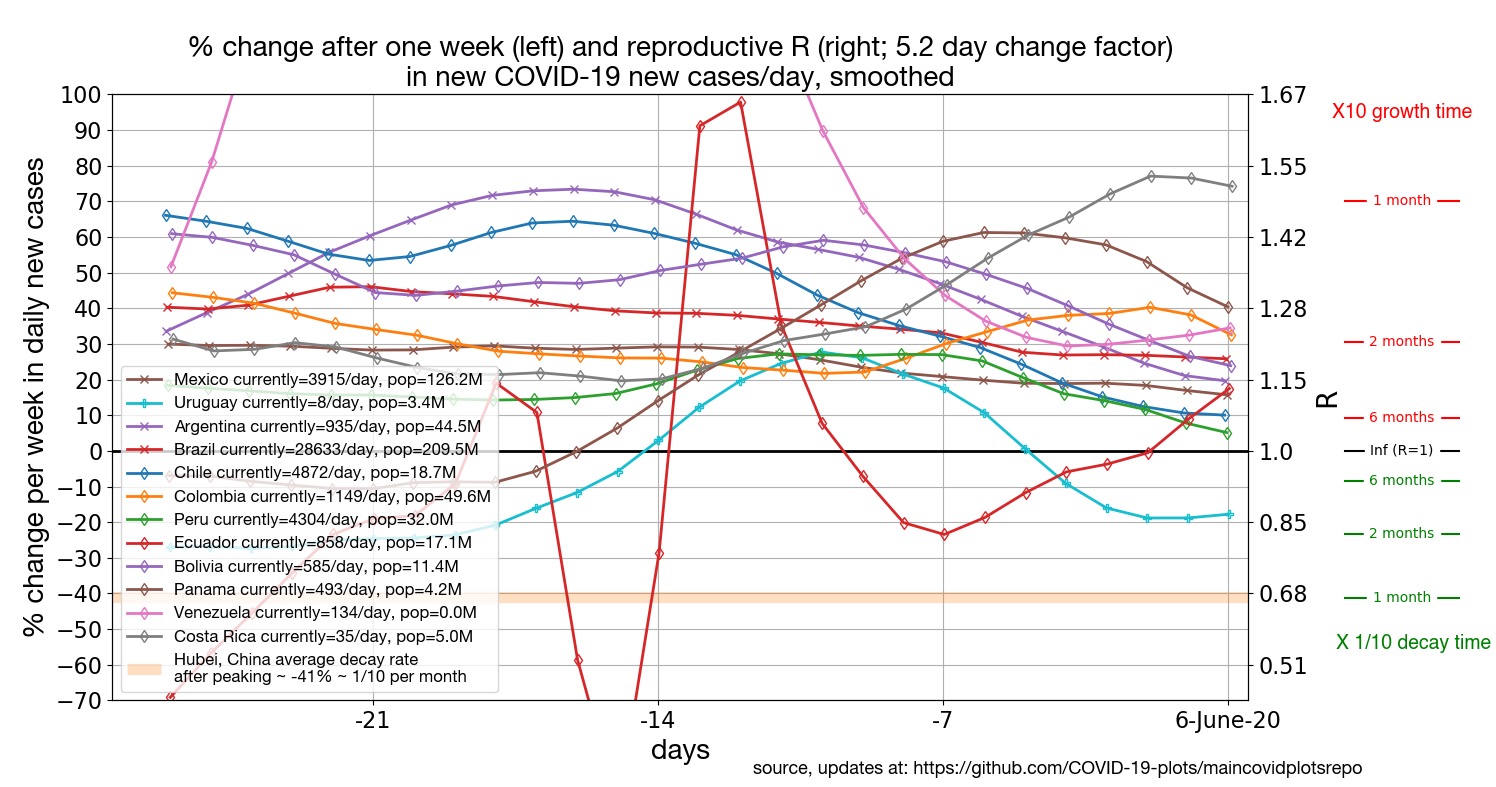 % change after one week (left) and reproductive R (right; 5.2 day change factor)
in new COVID-19 new cases/day, smoothed
% change per week in daily new cases
100
90
80
70
60
50
40
30
20
10
0
−10
−20
−30
−40
−50
−60
−70
Mexico currently=3915/day, pop=126.2M
Uruguay currently=8/day, pop=3.4M
Argentina currently=935/day, pop=44.5M
Brazil currently=28633/day, pop=209.5M
Chile currently=4872/day, pop=18.7M
Colombia currently=1149/day, pop=49.6M
Peru currently=4304/day, pop=32.0M
Ecuador currently=858/day, pop=17.1M
Bolivia currently=585/day, pop=11.4M
Panama currently=493/day, pop=4.2M
Venezuela currently=134/day, pop=0.0M
Costa Rica currently=35/day, pop=5.0M
Hubei, China average decay rate
after peaking ~ -41% ~ 1/10 per month
-21
-14
-7
6-June-20
days
1.67
1.55
1.42
1.28
1.15
1.0
0.85
0.68
0.51
R
X10 growth time
1 month
2 months
6 months
Inf (R=1)
6 months
2 months
1 month
X 1/10 decay time
source, updates at: https://github.com/COVID-19-plots/maincovidplotsrepo